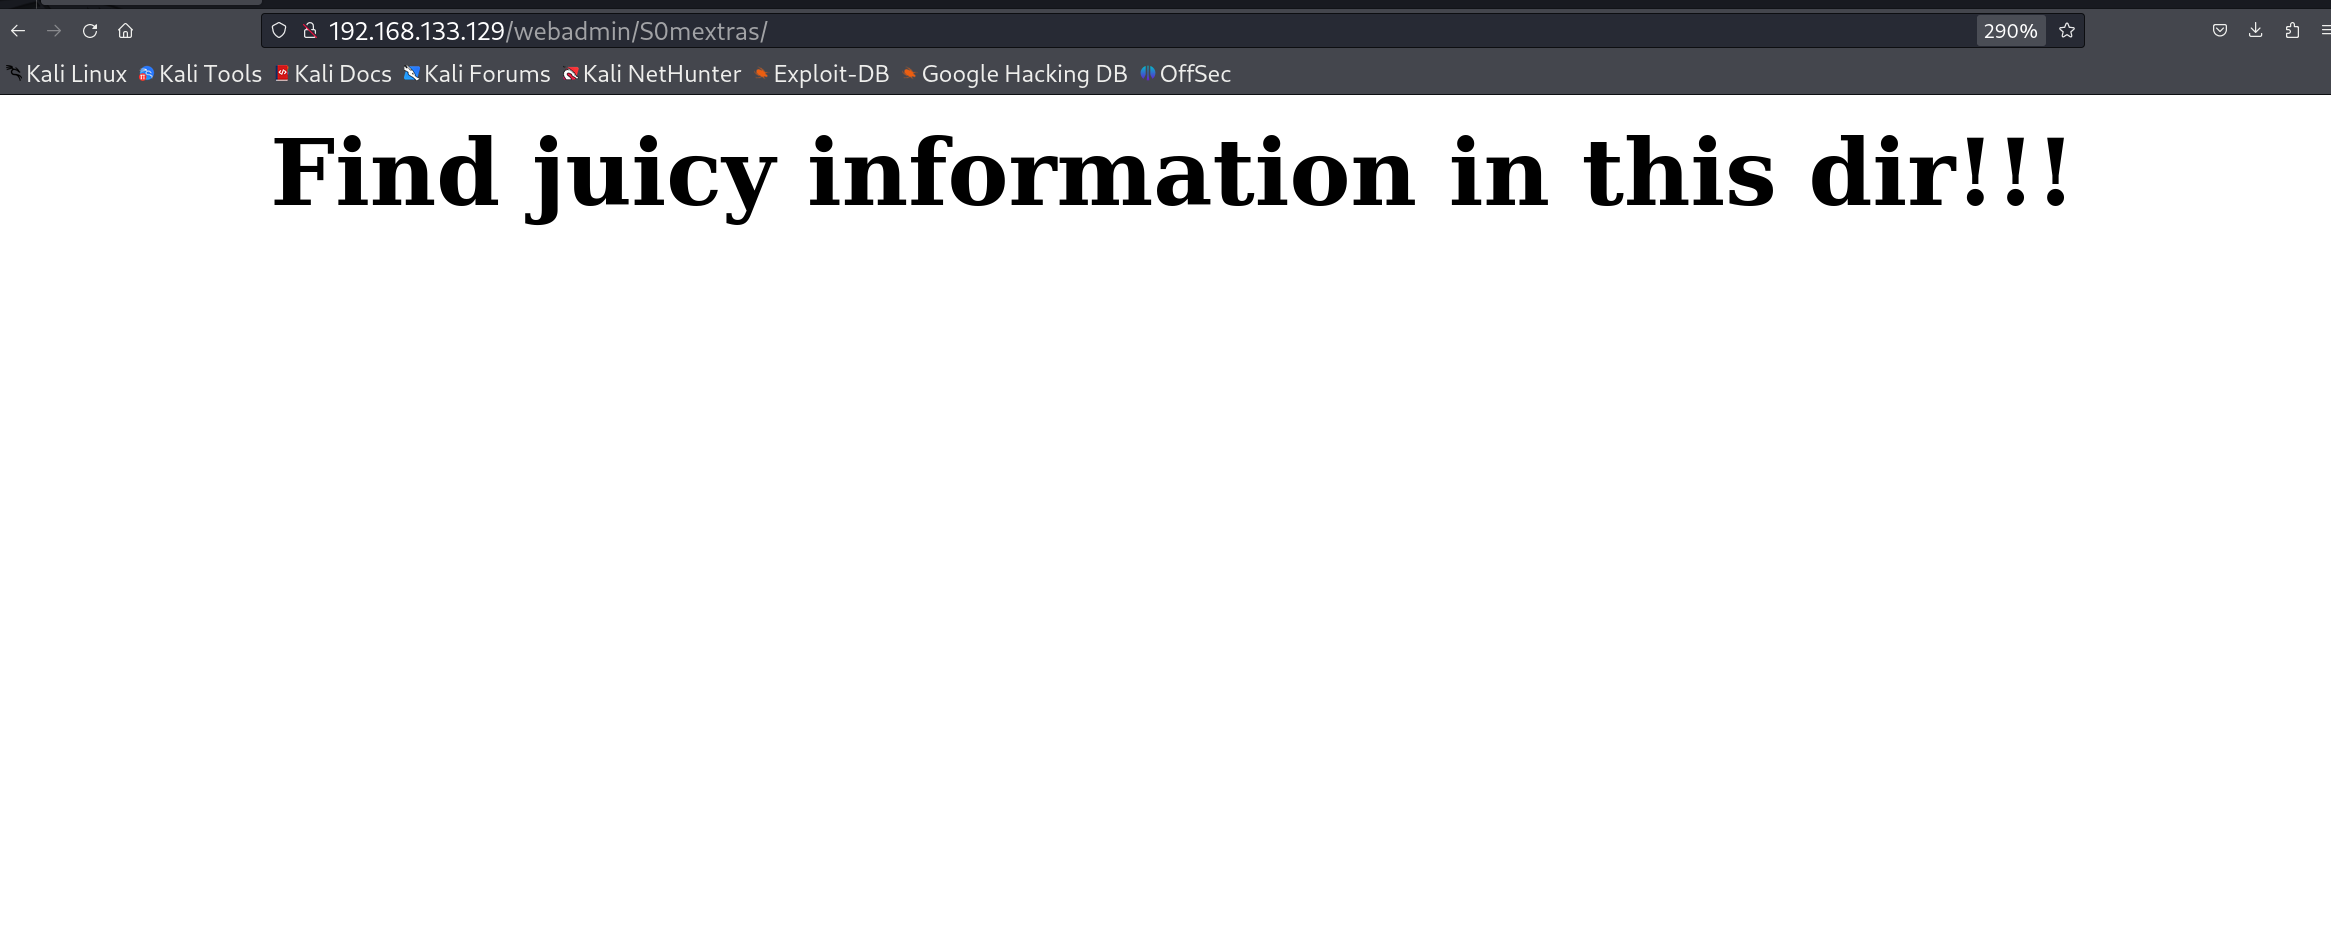 192.168.133.129/webadmin/S0mextras/
290%
Kali Linux Kali Tools Kali Docs Kali Forums Kali NetHunter Exploit-DB Google Hacking DB OffSec
Find juicy information in this dir!!!